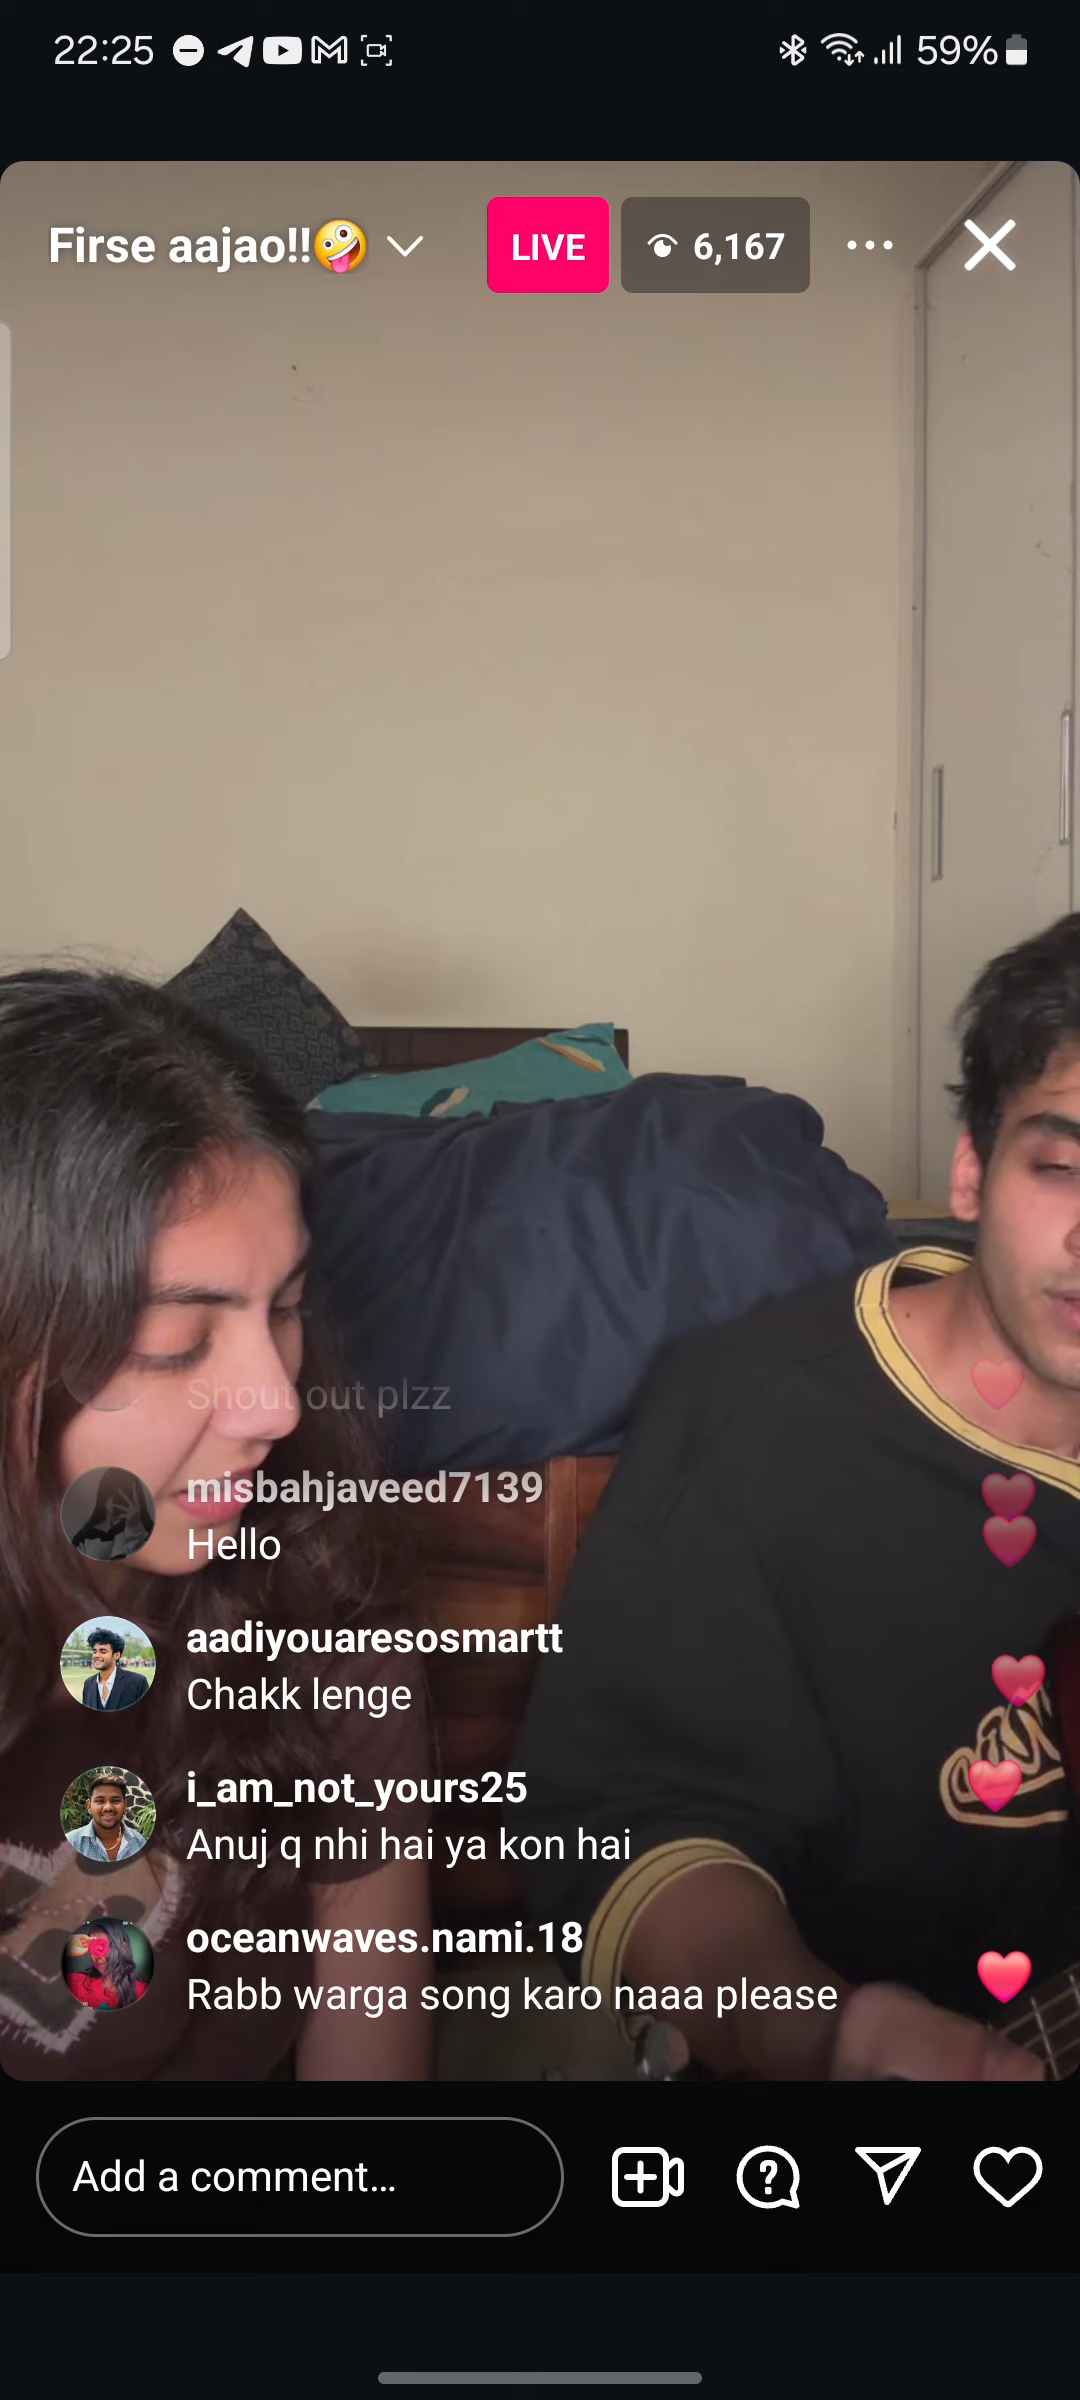 22:25
59%
Firse aajao!!🤪
LIVE
6,167
Shout out plzz
misbahjaveed7139
Hello
aadiyouaresosmartt
Chakk lenge
i_am_not_yours25
Anuj q nhi hai ya kon hai
oceanwaves.nami.18
Rabb warga song karo naaa please
Add a comment...